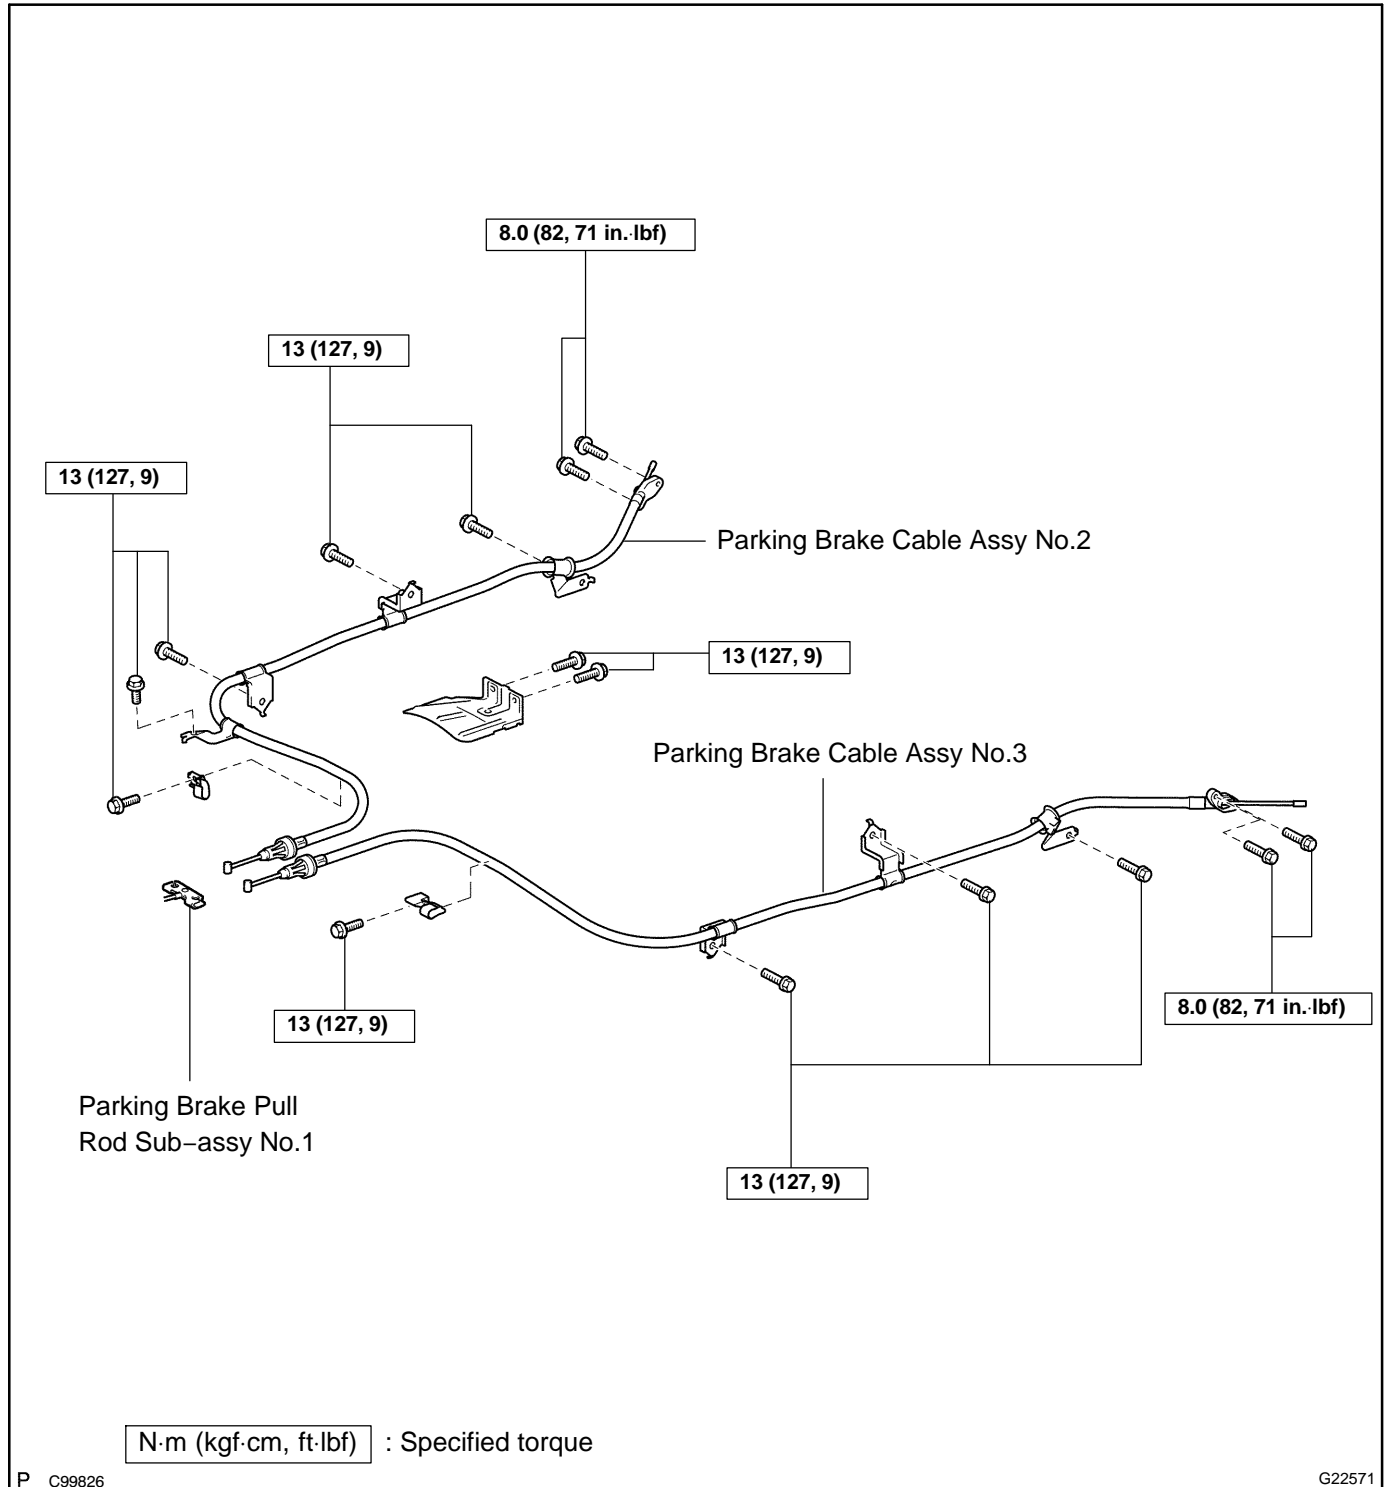 8.0 (82, 71 in.·lbf)
13 (127, 9)
13 (127, 9)
Parking Brake Cable Assy No.2
13 (127, 9)
Parking Brake Cable Assy No.3
8.0 (82, 71 in.·lbf)
13 (127, 9)
Parking Brake Pull
Rod Sub−assy No.1
13 (127, 9)
N·m (kgf·cm, ft·lbf) : Specified torque
P C99826
G22571